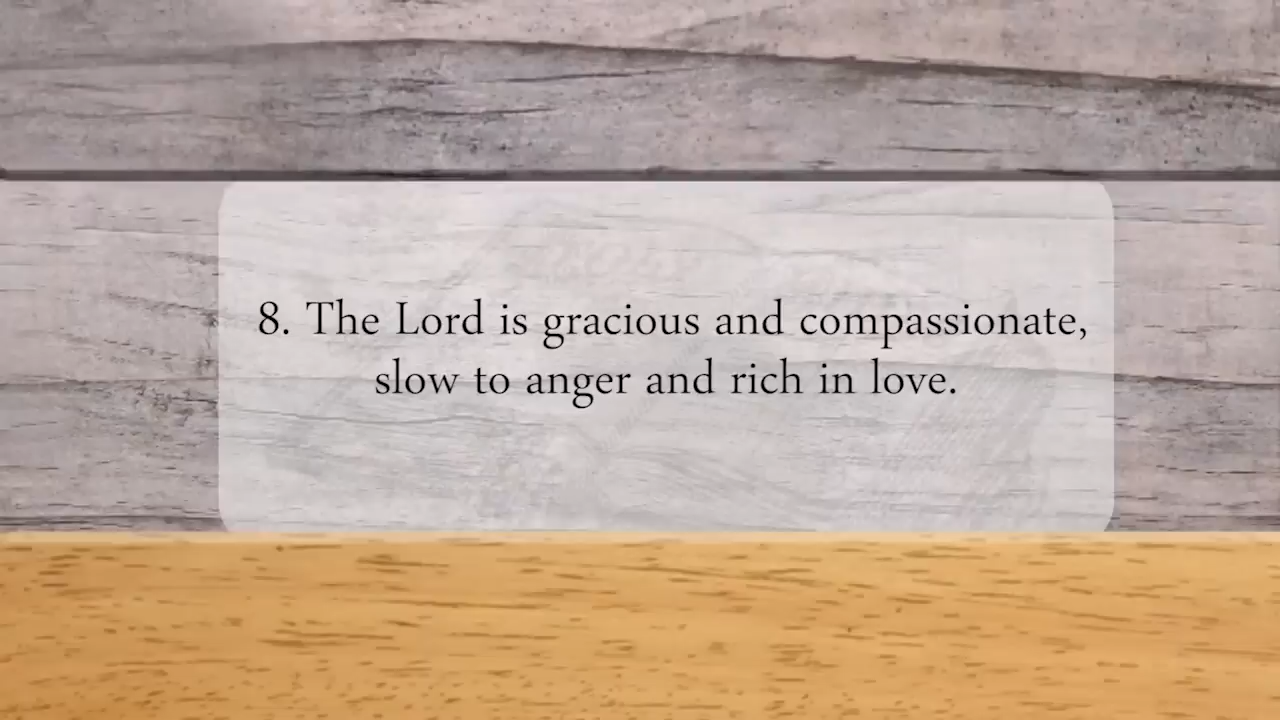 8. The Lord is gracious and compassionate,
slow to anger and rich in love.